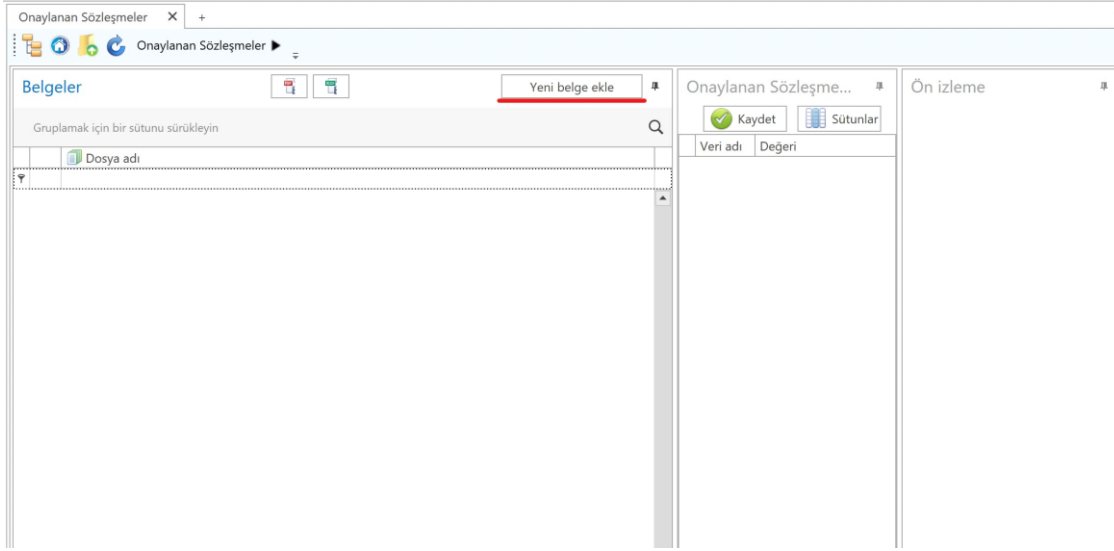 Onaylanan Sözleşmeler X +
Onaylanan Sözleşmeler
Belgeler
Yeni belge ekle
Gruplamak için bir sütunu sürükleyin
Dosya adı
Onaylanan Sözleşme...
Kaydet
Sütunlar
Veri adı Değeri
Ön izleme